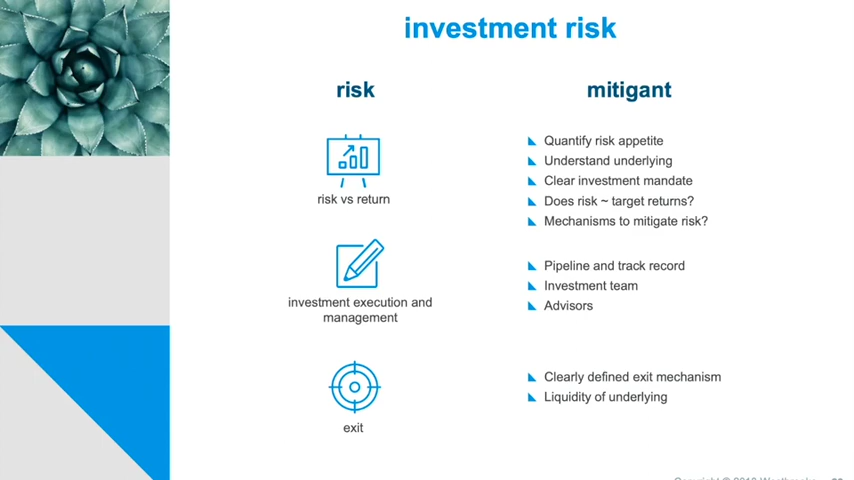 investment risk
risk
mitigant
risk vs return
Quantify risk appetite
Understand underlying
Clear investment mandate
Does risk ~ target returns?
Mechanisms to mitigate risk?
investment execution and
management
Pipeline and track record
Investment team
Advisors
exit
Clearly defined exit mechanism
Liquidity of underlying
Copyright ©